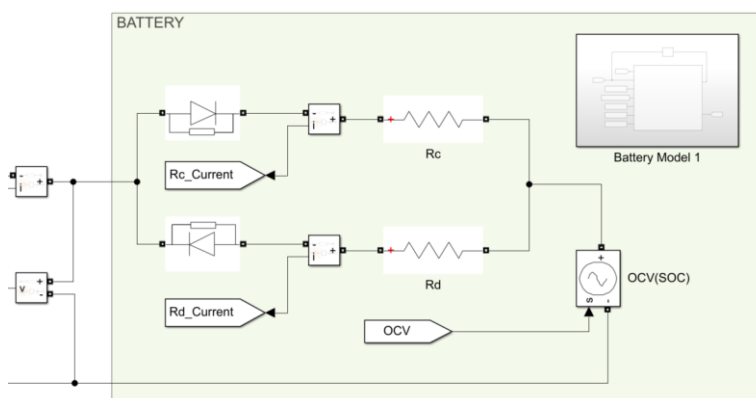 BATTERY
- i +
Rc_Current
+
Rc
Battery Model 1
- i +
v + -
- i +
Rd_Current
+
Rd
OCV
+ s -
OCV(SOC)